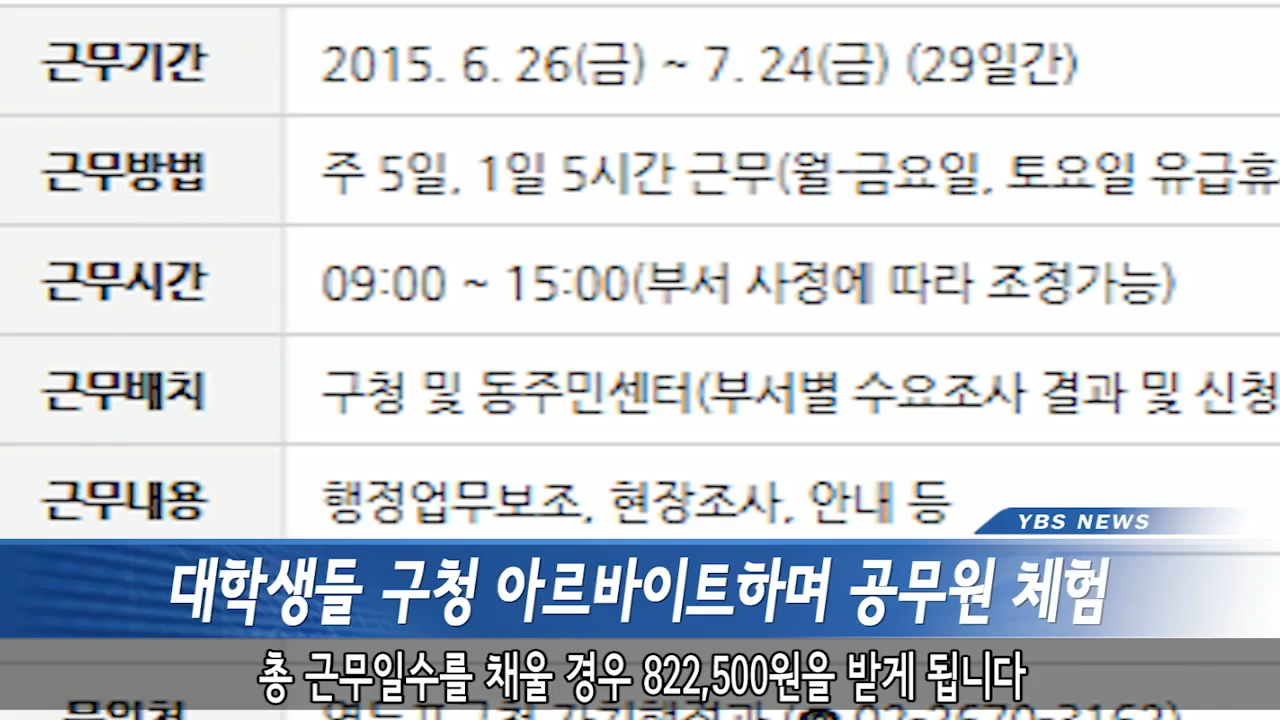 근무기간 2015. 6. 26(금) ~ 7. 24(금) (29일간)
근무방법 주 5일, 1일 5시간 근무(월-금요일, 토요일 유급휴
근무시간 09:00 ~ 15:00(부서 사정에 따라 조정가능)
근무배치 구청 및 동주민센터(부서별 수요조사 결과 및 신청
근무내용 행정업무보조, 현장조사, 안내 등
YBS NEWS
대학생들 구청 아르바이트하며 공무원 체험
총 근무일수를 채울 경우 822,500원을 받게 됩니다